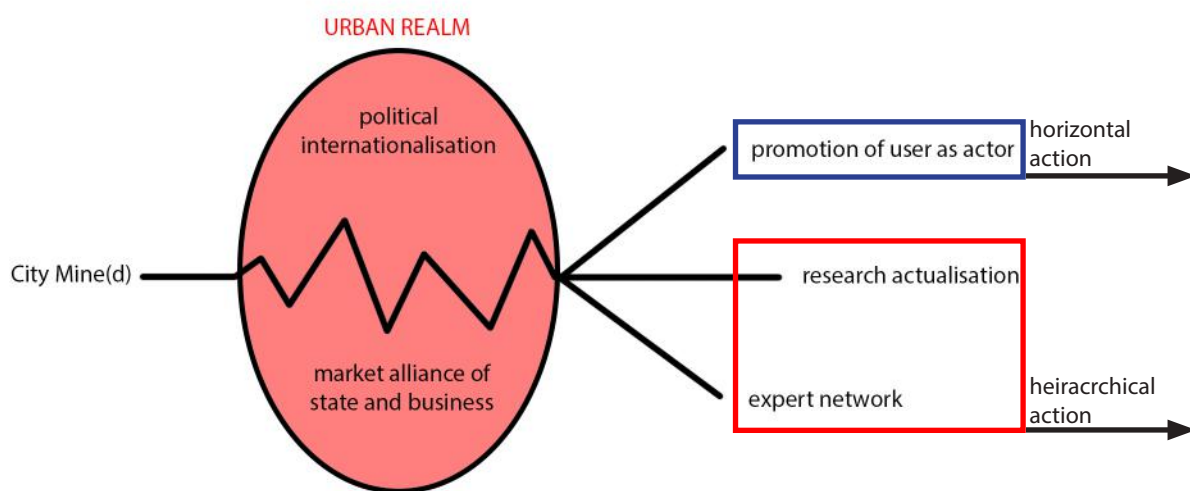 URBAN REALM
political
internationalisation
City Mine(d)
market alliance of
state and business
promotion of user as actor
horizontal
action
research actualisation
expert network
heiracrchical
action